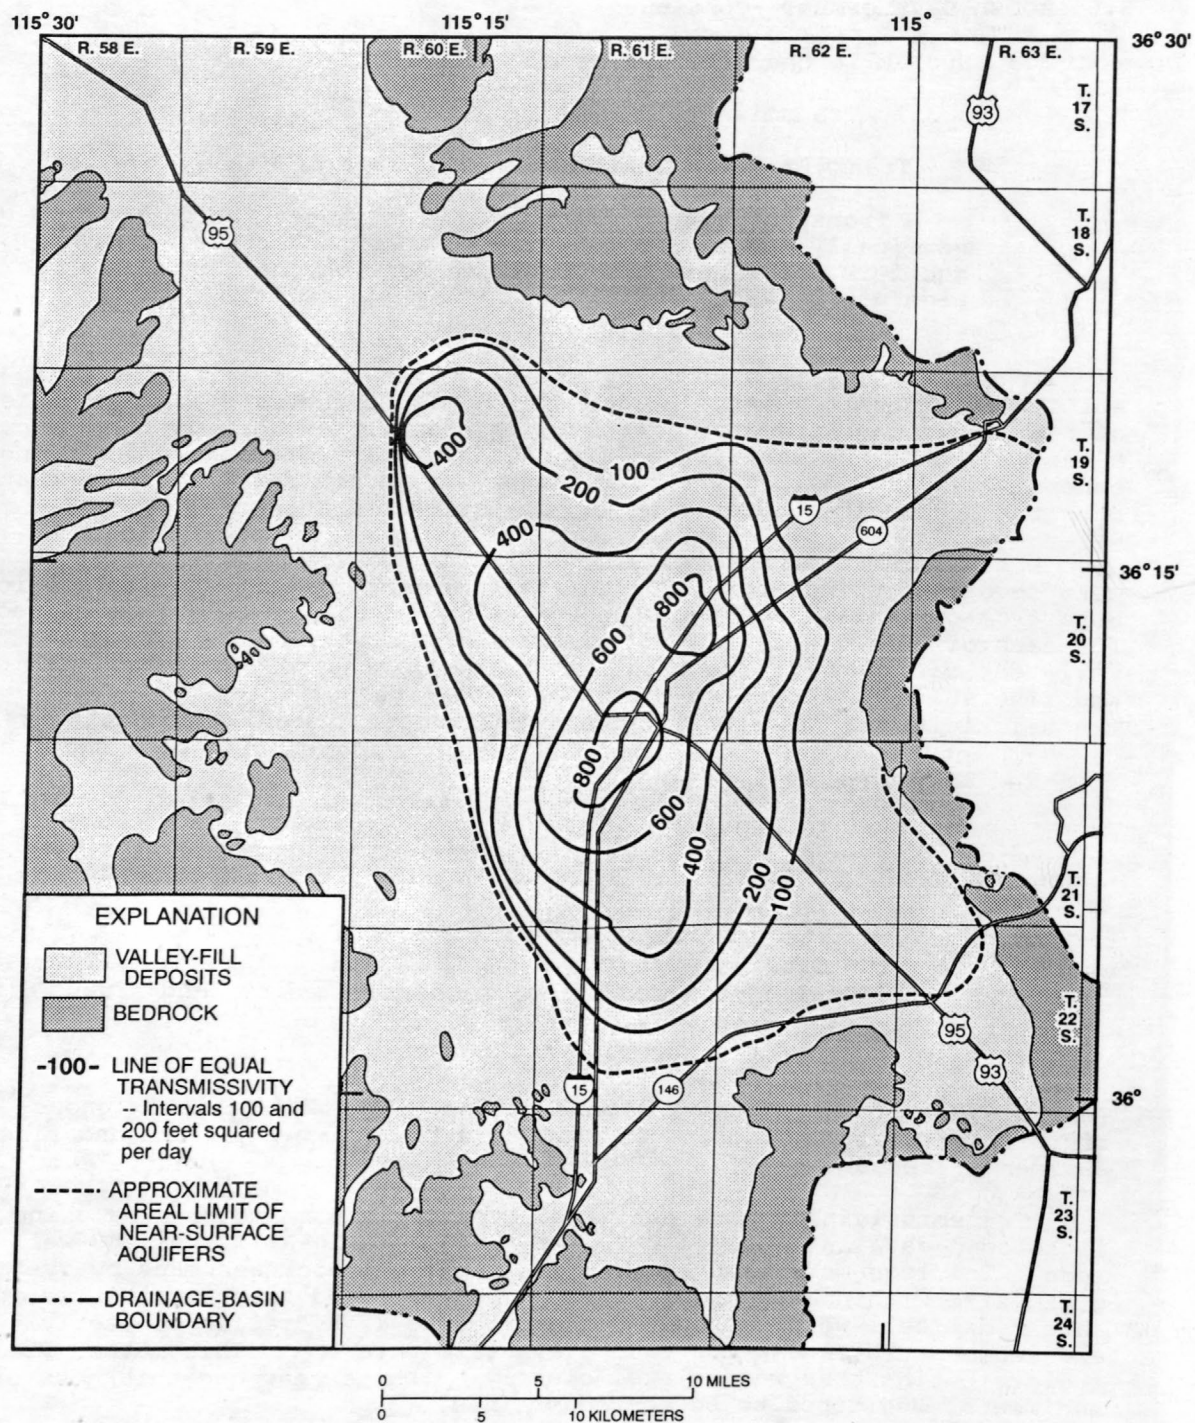 115° 30'
115° 15'
115°
36° 30'
R. 58 E.
R. 59 E.
R. 60 E.
R. 61 E.
R. 62 E.
R. 63 E.
T.
17
S.
93
T.
18
S.
95
400
100
200
T.
19
S.
15
604
400
36° 15'
800
600
T.
20
S.
800
600
400
200
100
T.
21
S.
EXPLANATION
VALLEY-FILL
DEPOSITS
BEDROCK
-100- LINE OF EQUAL
TRANSMISSIVITY
-- Intervals 100 and
200 feet squared
per day
APPROXIMATE
AREAL LIMIT OF
NEAR-SURFACE
AQUIFERS
DRAINAGE-BASIN
BOUNDARY
T.
22
S.
95
93
15
146
36°
T.
23
S.
T.
24
S.
0 5 10 MILES
0 5 10 KILOMETERS